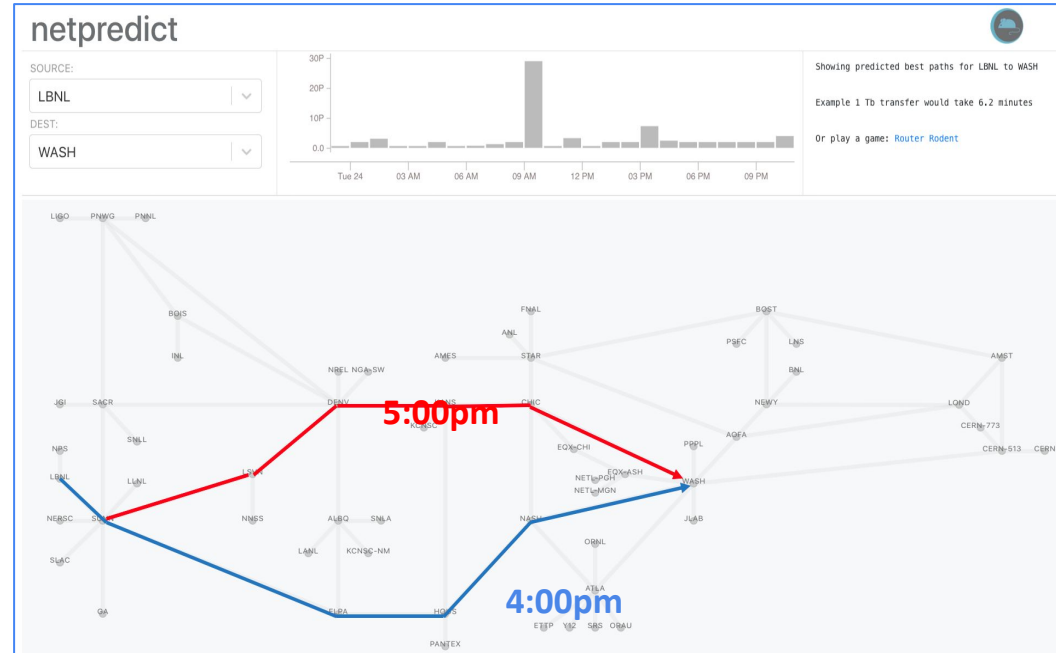 netpredict
SOURCE:
LBNL
DEST:
WASH
30P
20P
10P
0.0
Tue 24 03 AM 06 AM 09 AM 12 PM 03 PM 06 PM 09 PM
Showing predicted best paths for LBNL to WASH
Example 1 Tb transfer would take 6.2 minutes
Or play a game: Router Rodent
LIGO PNWG PNNL
BOIS
FNAL
BOST
ANL
PSFC LNS
INL
AMES STAR
AMST
NREL NGA-SW
BNL
JGI SACR
DENV
CHIC
NEWY
LOND
5:00pm
KCNSC
CERN-773
SNLL
AOFA
NPS
EQX-CHI
PPPL
CERN-513 CERN
LBNL
LLNL
LSVN
NETL-PGH EQX-ASH
WASH
NETL-MGN
NERSC
NNSS
ALBQ SNLA
NASH
JLAB
LANL KCNSC-NM
ORNL
SLAC
ATLA
4:00pm
GA
ELPA
ETTP Y12 SRS ORAU
PANTEX